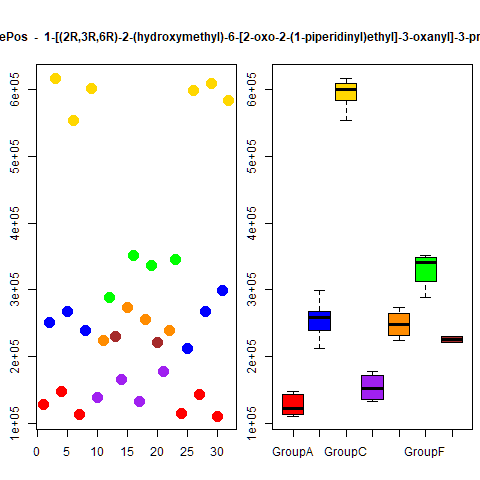 ePos - 1-[(2R,3R,6R)-2-(hydroxymethyl)-6-[2-oxo-2-(1-piperidinyl)ethyl]-3-oxanyl]-3-pr
1e+05 2e+05 3e+05 4e+05 5e+05 6e+05
0 5 10 15 20 25 30
1e+05 2e+05 3e+05 4e+05 5e+05 6e+05
GroupA GroupC GroupF